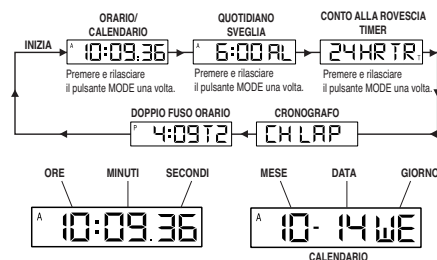 ORARIO/
CALENDARIO
QUOTIDIANO
SVEGLIA
CONTO ALLA ROVESCIA
TIMER
INIZIA
A 10:09.36
A 6:00 AL
24HR TR T
Premere e rilasciare
il pulsante MODE una volta.
Premere e rilasciare
il pulsante MODE una volta.
Premere e rilasciare
il pulsante MODE una volta.
DOPPIO FUSO ORARIO
CRONOGRAFO
P 4:09T2
CH LAP
ORE
MINUTI
SECONDI
MESE
DATA
GIORNO
A 10:09.36
A 10-14WE
CALENDARIO